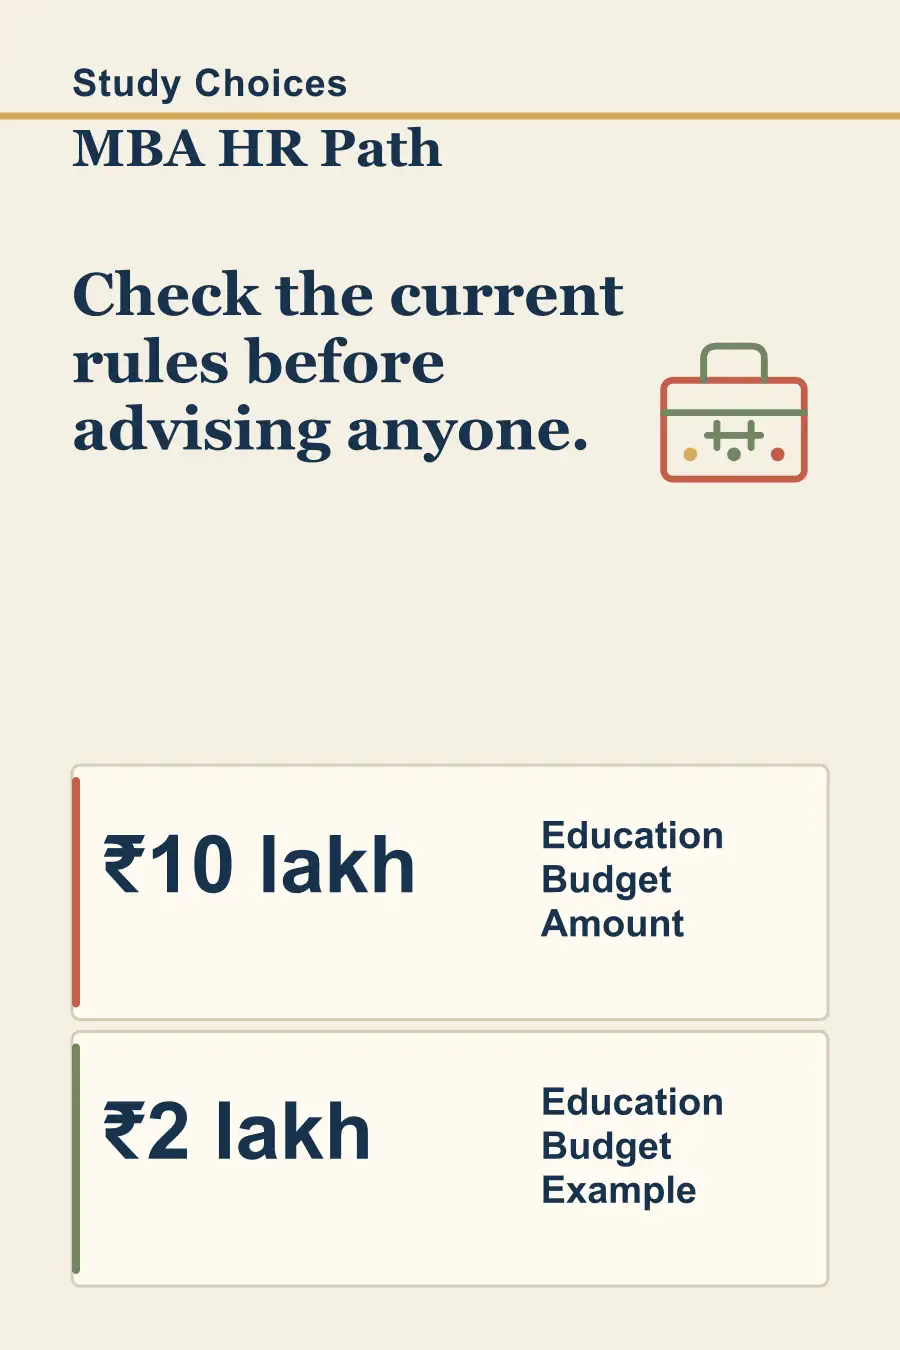 Study Choices
MBA HR Path
Check the current
rules before
advising anyone.
₹10 lakh
Education
Budget
Amount
₹2 lakh
Education
Budget
Example